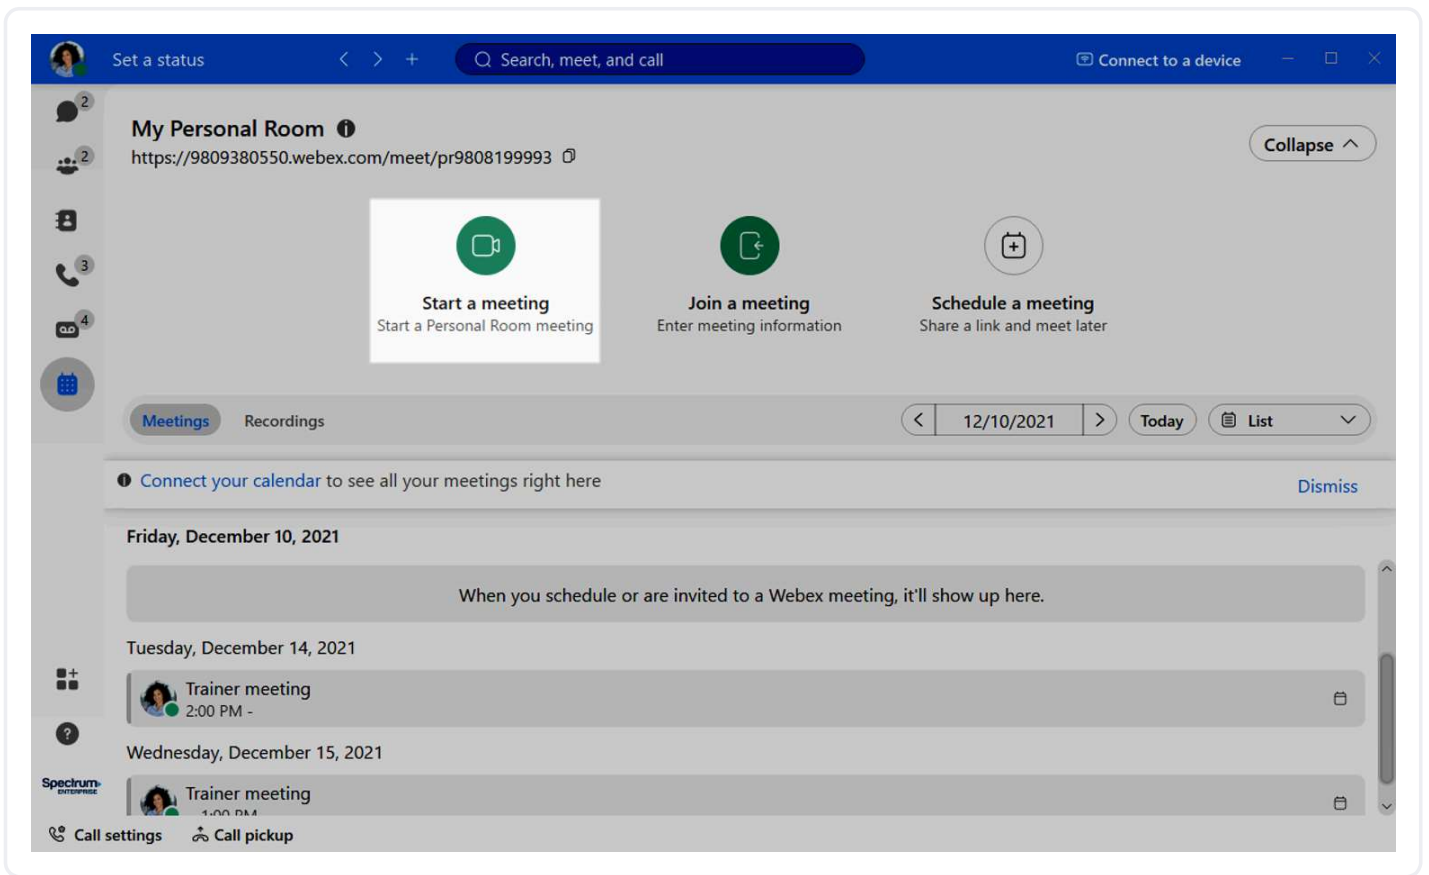 Set a status
Search, meet, and call
Connect to a device
2
My Personal Room
https://9809380550.webex.com/meet/pr9808199993
Collapse
2
3
4
Start a meeting
Start a Personal Room meeting
Join a meeting
Enter meeting information
Schedule a meeting
Share a link and meet later
Meetings
Recordings
12/10/2021
Today
List
Connect your calendar to see all your meetings right here
Dismiss
Friday, December 10, 2021
When you schedule or are invited to a Webex meeting, it'll show up here.
Tuesday, December 14, 2021
Trainer meeting
2:00 PM -
Wednesday, December 15, 2021
Trainer meeting
1:00 PM
Spectrum
ENTERPRISE
Call settings
Call pickup